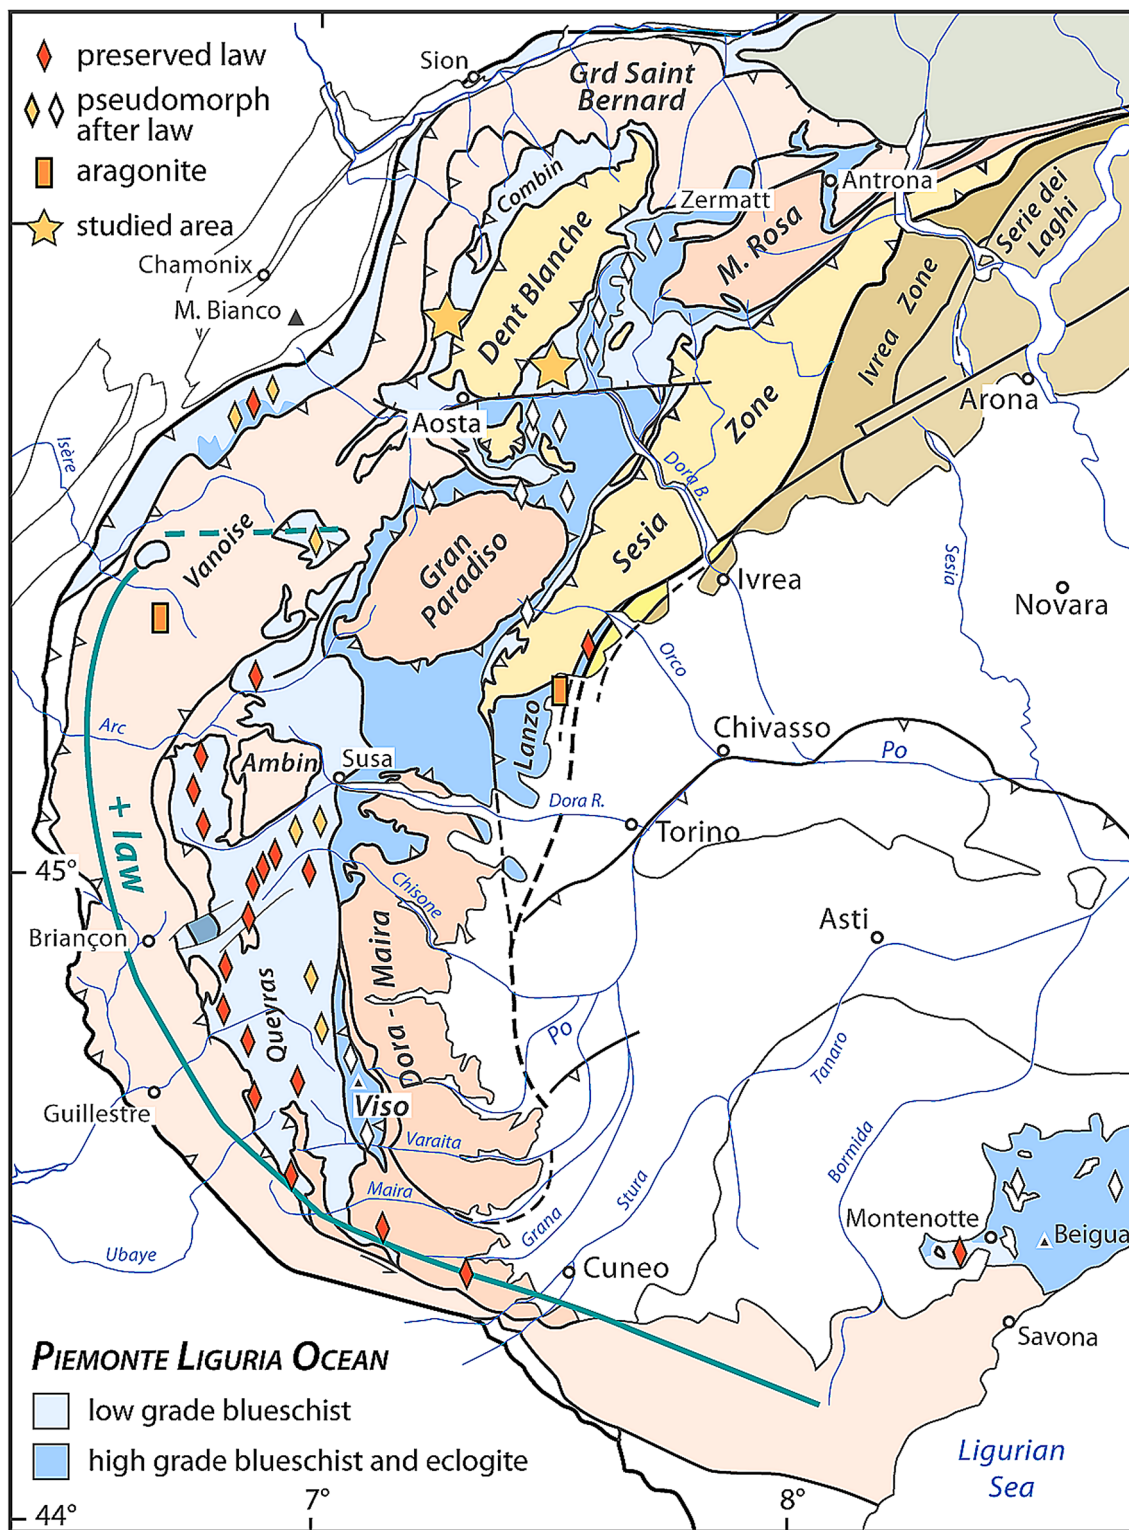 preserved law
pseudomorph
after law
aragonite
studied area
Sion
Grd Saint
Bernard
Combin
Zermatt
Antrona
M. Rosa
Dent Blanche
Serie dei
Laghi
Ivrea Zone
Chamonix
M. Bianco
Aosta
Arona
Isère
Dora B.
Sesia Zone
Sesia
Vanoise
Gran
Paradiso
Ivrea
Novara
Orco
Arc
Lanzo
Chivasso
Po
Ambin
Susa
Dora R.
Torino
+ law
45°
Chisone
Briançon
Asti
Dora - Maira
Queyras
Po
Tanaro
Guillestre
Viso
Varaita
Bormida
Maira
Stura
Grana
Montenotte
Beigua
Ubaye
Cuneo
Savona
PIEMONTE LIGURIA OCEAN
low grade blueschist
high grade blueschist and eclogite
Ligurian
Sea
44°
7°
8°